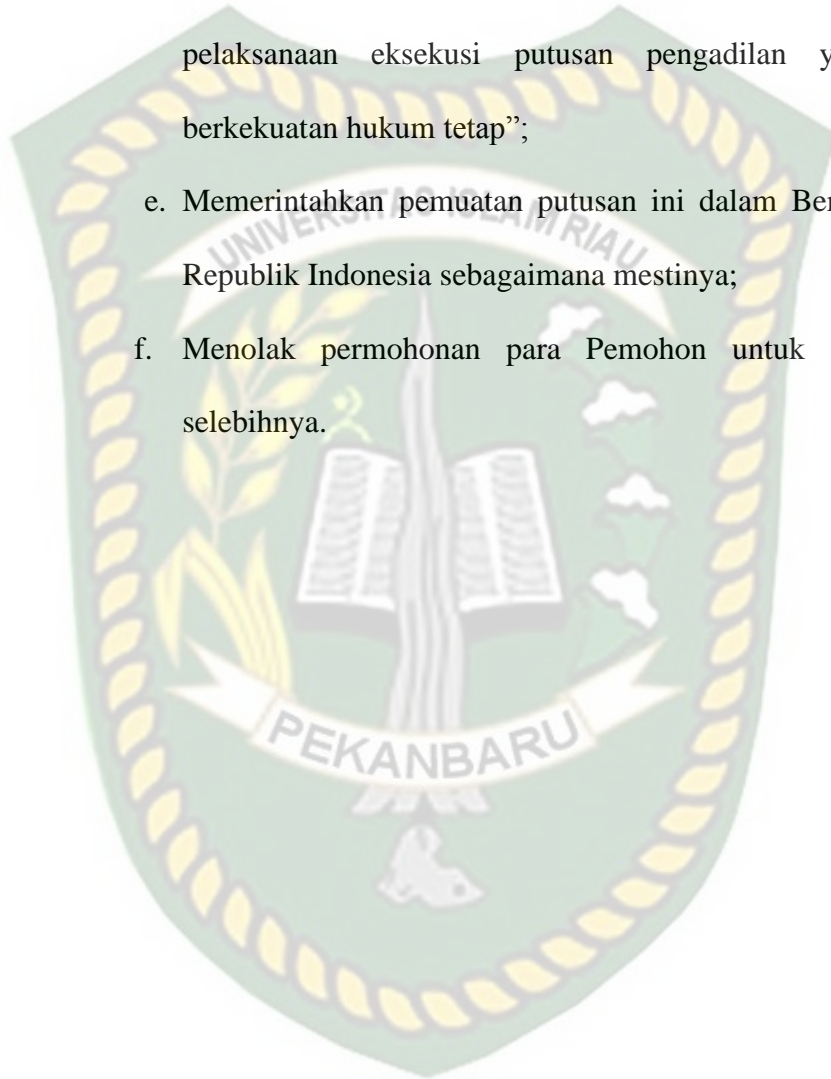 pelaksanaan eksekusi putusan pengadilan
berkekuatan hukum tetap”;
e. Memerintahkan pemuatan putusan ini dalam
Republik Indonesia sebagaimana mestinya;
f. Menolak permohonan para Pemohon untuk
selebihnya.
UNIVERSITAS ISLAM RIAU
PEKANBARU